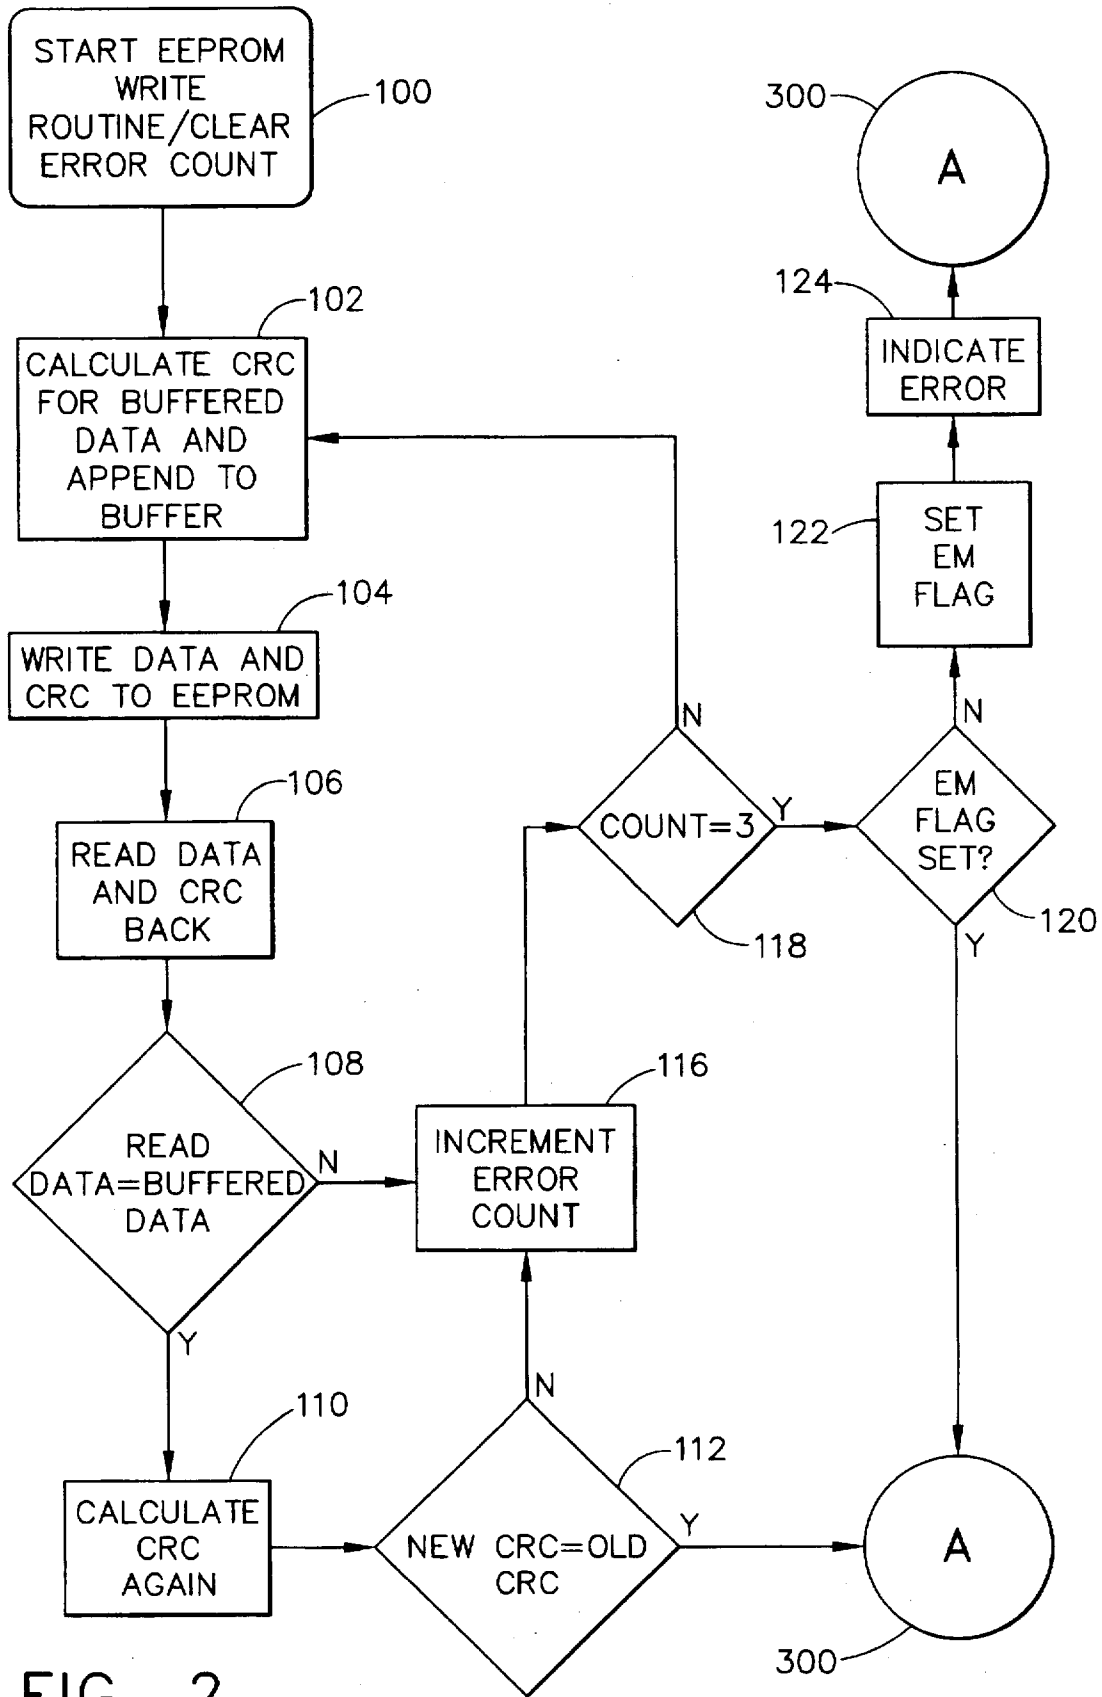 START EEPROM
WRITE
ROUTINE/CLEAR
ERROR COUNT
100
300
A
102
124
CALCULATE CRC
FOR BUFFERED
DATA AND
APPEND TO
BUFFER
INDICATE
ERROR
122
SET
EM
FLAG
104
WRITE DATA AND
CRC TO EEPROM
N
N
106
READ DATA
AND CRC
BACK
COUNT=3
Y
118
EM
FLAG
SET?
120
Y
108
READ
DATA=BUFFERED
DATA
N
Y
116
INCREMENT
ERROR
COUNT
N
110
CALCULATE
CRC
AGAIN
112
NEW CRC=OLD
CRC
Y
A
300
FIG. 2